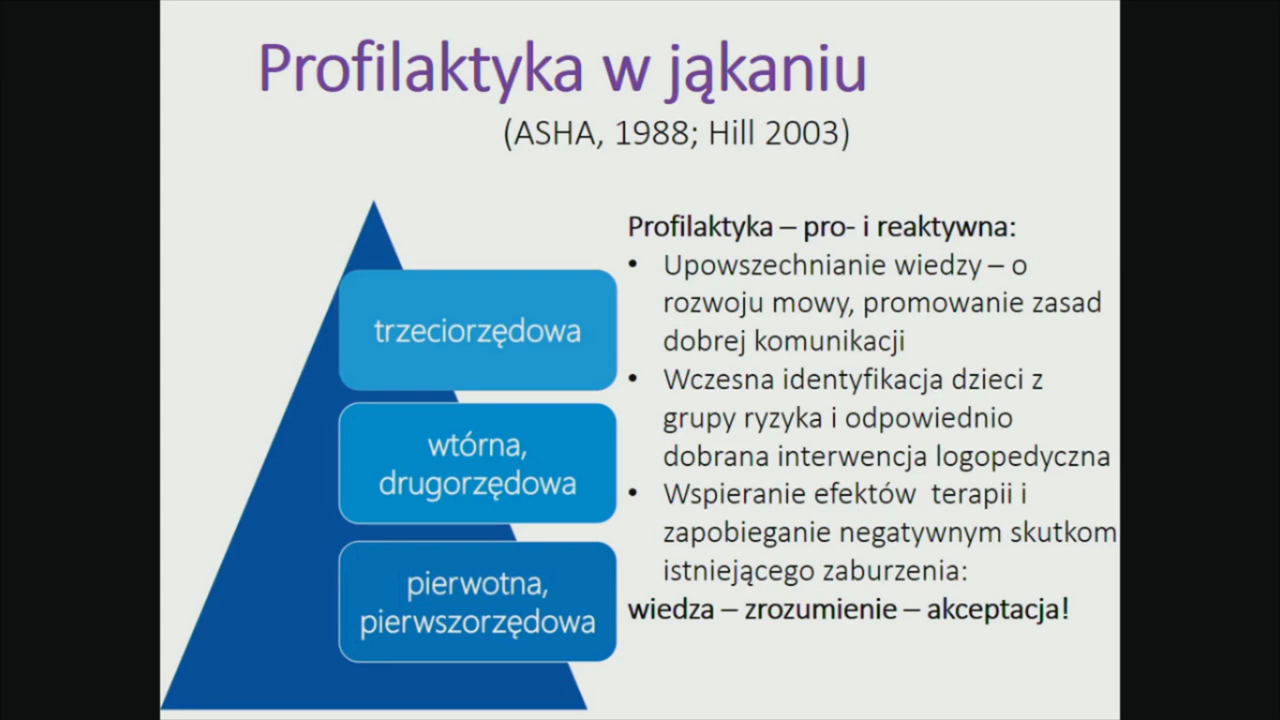 Profilaktyka w jąkaniu
(ASHA, 1988; Hill 2003)
trzeciorzędowa
wtórna,
drugorzędowa
pierwotna,
pierwszorzędowa
Profilaktyka – pro- i reaktywna:
• Upowszechnianie wiedzy – o
rozwoju mowy, promowanie zasad
dobrej komunikacji
• Wczesna identyfikacja dzieci z
grupy ryzyka i odpowiednio
dobrana interwencja logopedyczna
• Wspieranie efektów terapii i
zapobieganie negatywnym skutkom
istniejącego zaburzenia:
wiedza – zrozumienie – akceptacja!